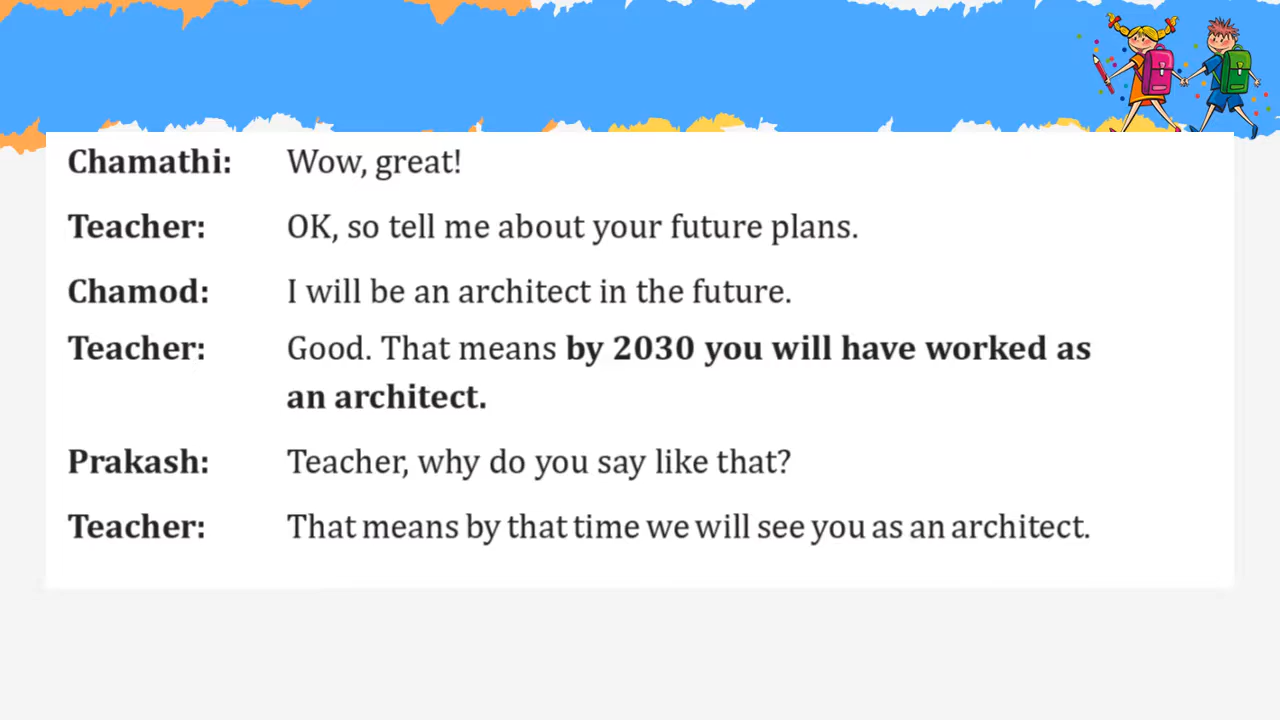 Chamathi: Wow, great!
Teacher: OK, so tell me about your future plans.
Chamod: I will be an architect in the future.
Teacher: Good. That means by 2030 you will have worked as
an architect.
Prakash: Teacher, why do you say like that?
Teacher: That means by that time we will see you as an architect.